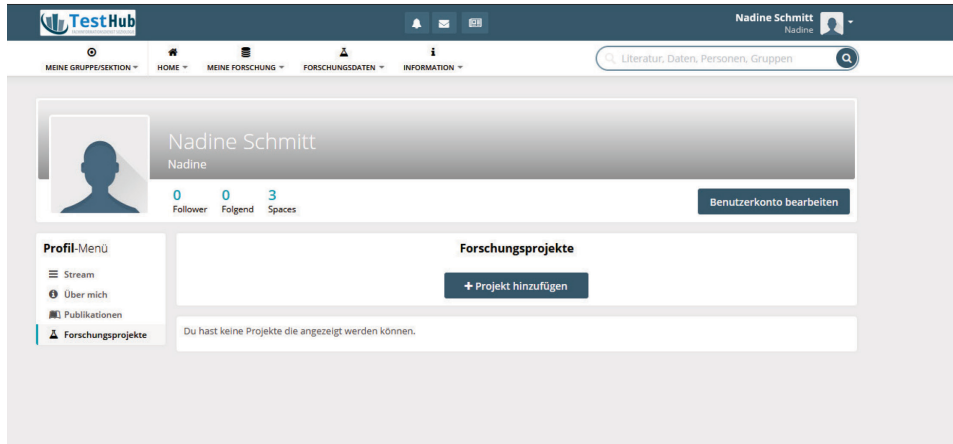 TestHub
Nadine Schmitt
Nadine
MEINE GRUPPE/SEKTION
HOME
MEINE FORSCHUNG
FORSCHUNGSDATEN
INFORMATION
Literatur, Daten, Personen, Gruppen
Nadine Schmitt
Nadine
0 0 3
Follower Folgend Spaces
Benutzerkonto bearbeiten
Profil-Menü
Stream
Über mich
Publikationen
Forschungsprojekte
Forschungsprojekte
+ Projekt hinzufügen
Du hast keine Projekte die angezeigt werden können.